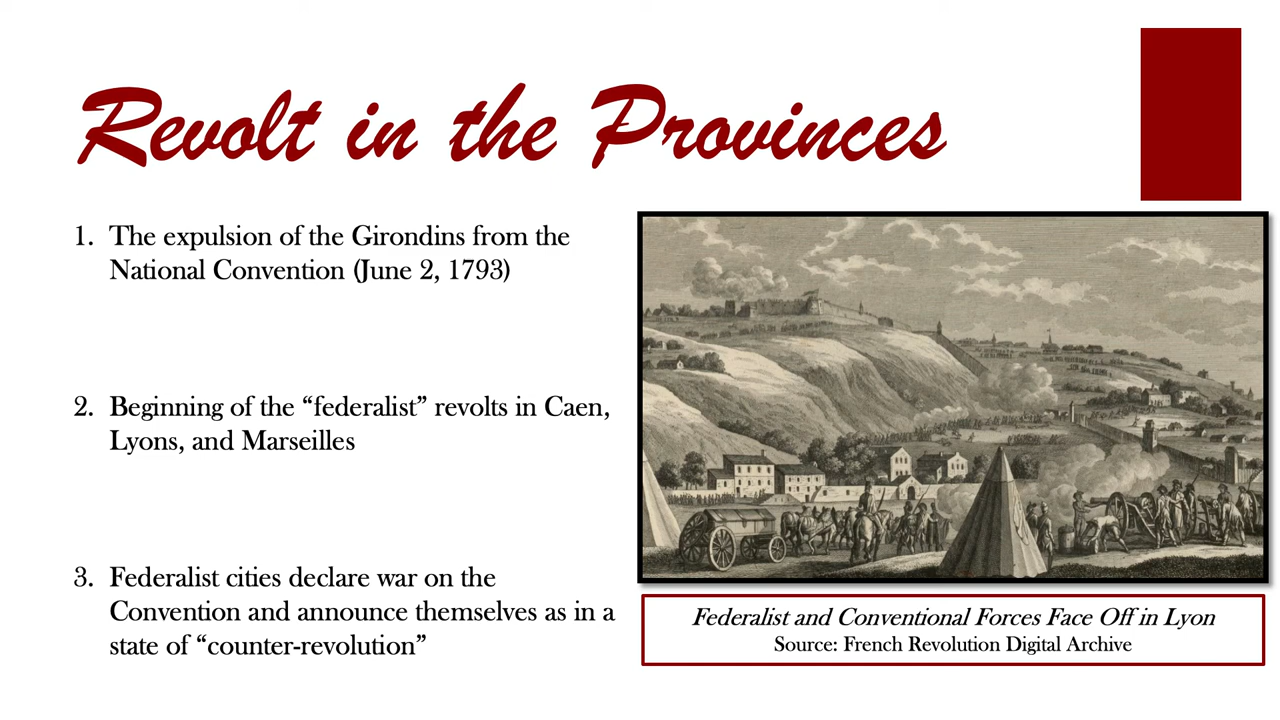 Revolt in the Provinces
1. The expulsion of the Girondins from the
National Convention (June 2, 1793)
2. Beginning of the “federalist” revolts in Caen,
Lyons, and Marseilles
3. Federalist cities declare war on the
Convention and announce themselves as in a
state of “counter-revolution”
Federalist and Conventional Forces Face Off in Lyon
Source: French Revolution Digital Archive